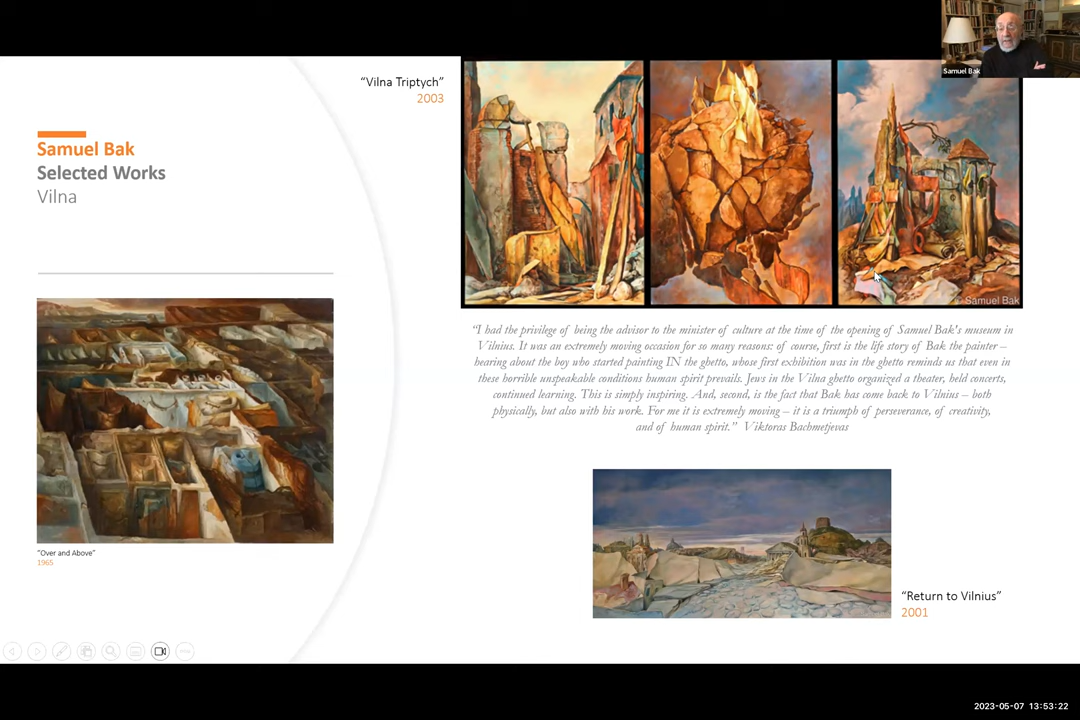 Samuel Bak
"Vilna Triptych"
2003
Samuel Bak
Selected Works
Vilna
© Samuel Bak
"I had the privilege of being the advisor to the minister of culture at the time of the opening of Samuel Bak's museum in
Vilnius. It was an extremely moving occasion for so many reasons: of course, first is the life story of Bak the painter –
hearing about the boy who started painting IN the ghetto, whose first exhibition was in the ghetto reminds us that even in
these horrible unspeakable conditions human spirit prevails. Jews in the Vilna ghetto organized a theater, held concerts,
continued learning. This is simply inspiring. And, second, is the fact that Bak has come back to Vilnius – both
physically, but also with his work. For me it is extremely moving – it is a triumph of perseverance, of creativity,
and of human spirit." Viktoras Bachmetjevas
"Over and Above"
1965
"Return to Vilnius"
2001
2023-05-07 13:53:22